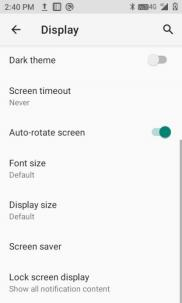 2:40 PM 4G
Display
Dark theme
Screen timeout
Never
Auto-rotate screen
Font size
Default
Display size
Default
Screen saver
Lock screen display
Show all notification content